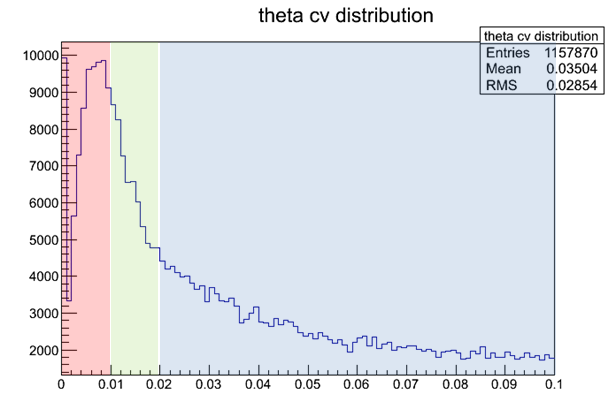 theta cv distribution
theta cv distribution
Entries 1157870
Mean 0.03504
RMS 0.02854
10000
9000
8000
7000
6000
5000
4000
3000
2000
0 0.01 0.02 0.03 0.04 0.05 0.06 0.07 0.08 0.09 0.1